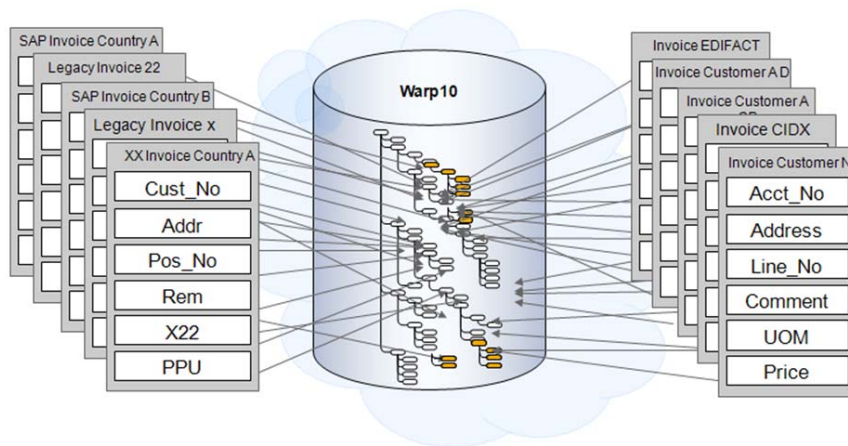 SAP Invoice Country A
Legacy Invoice 22
SAP Invoice Country B
Legacy Invoice x
XX Invoice Country A
Cust_No
Addr
Pos_No
Rem
X22
PPU
Warp10
Invoice EDIFACT
Invoice Customer A D
Invoice Customer A
Invoice CIDX
Invoice Customer N
Acct_No
Address
Line_No
Comment
UOM
Price